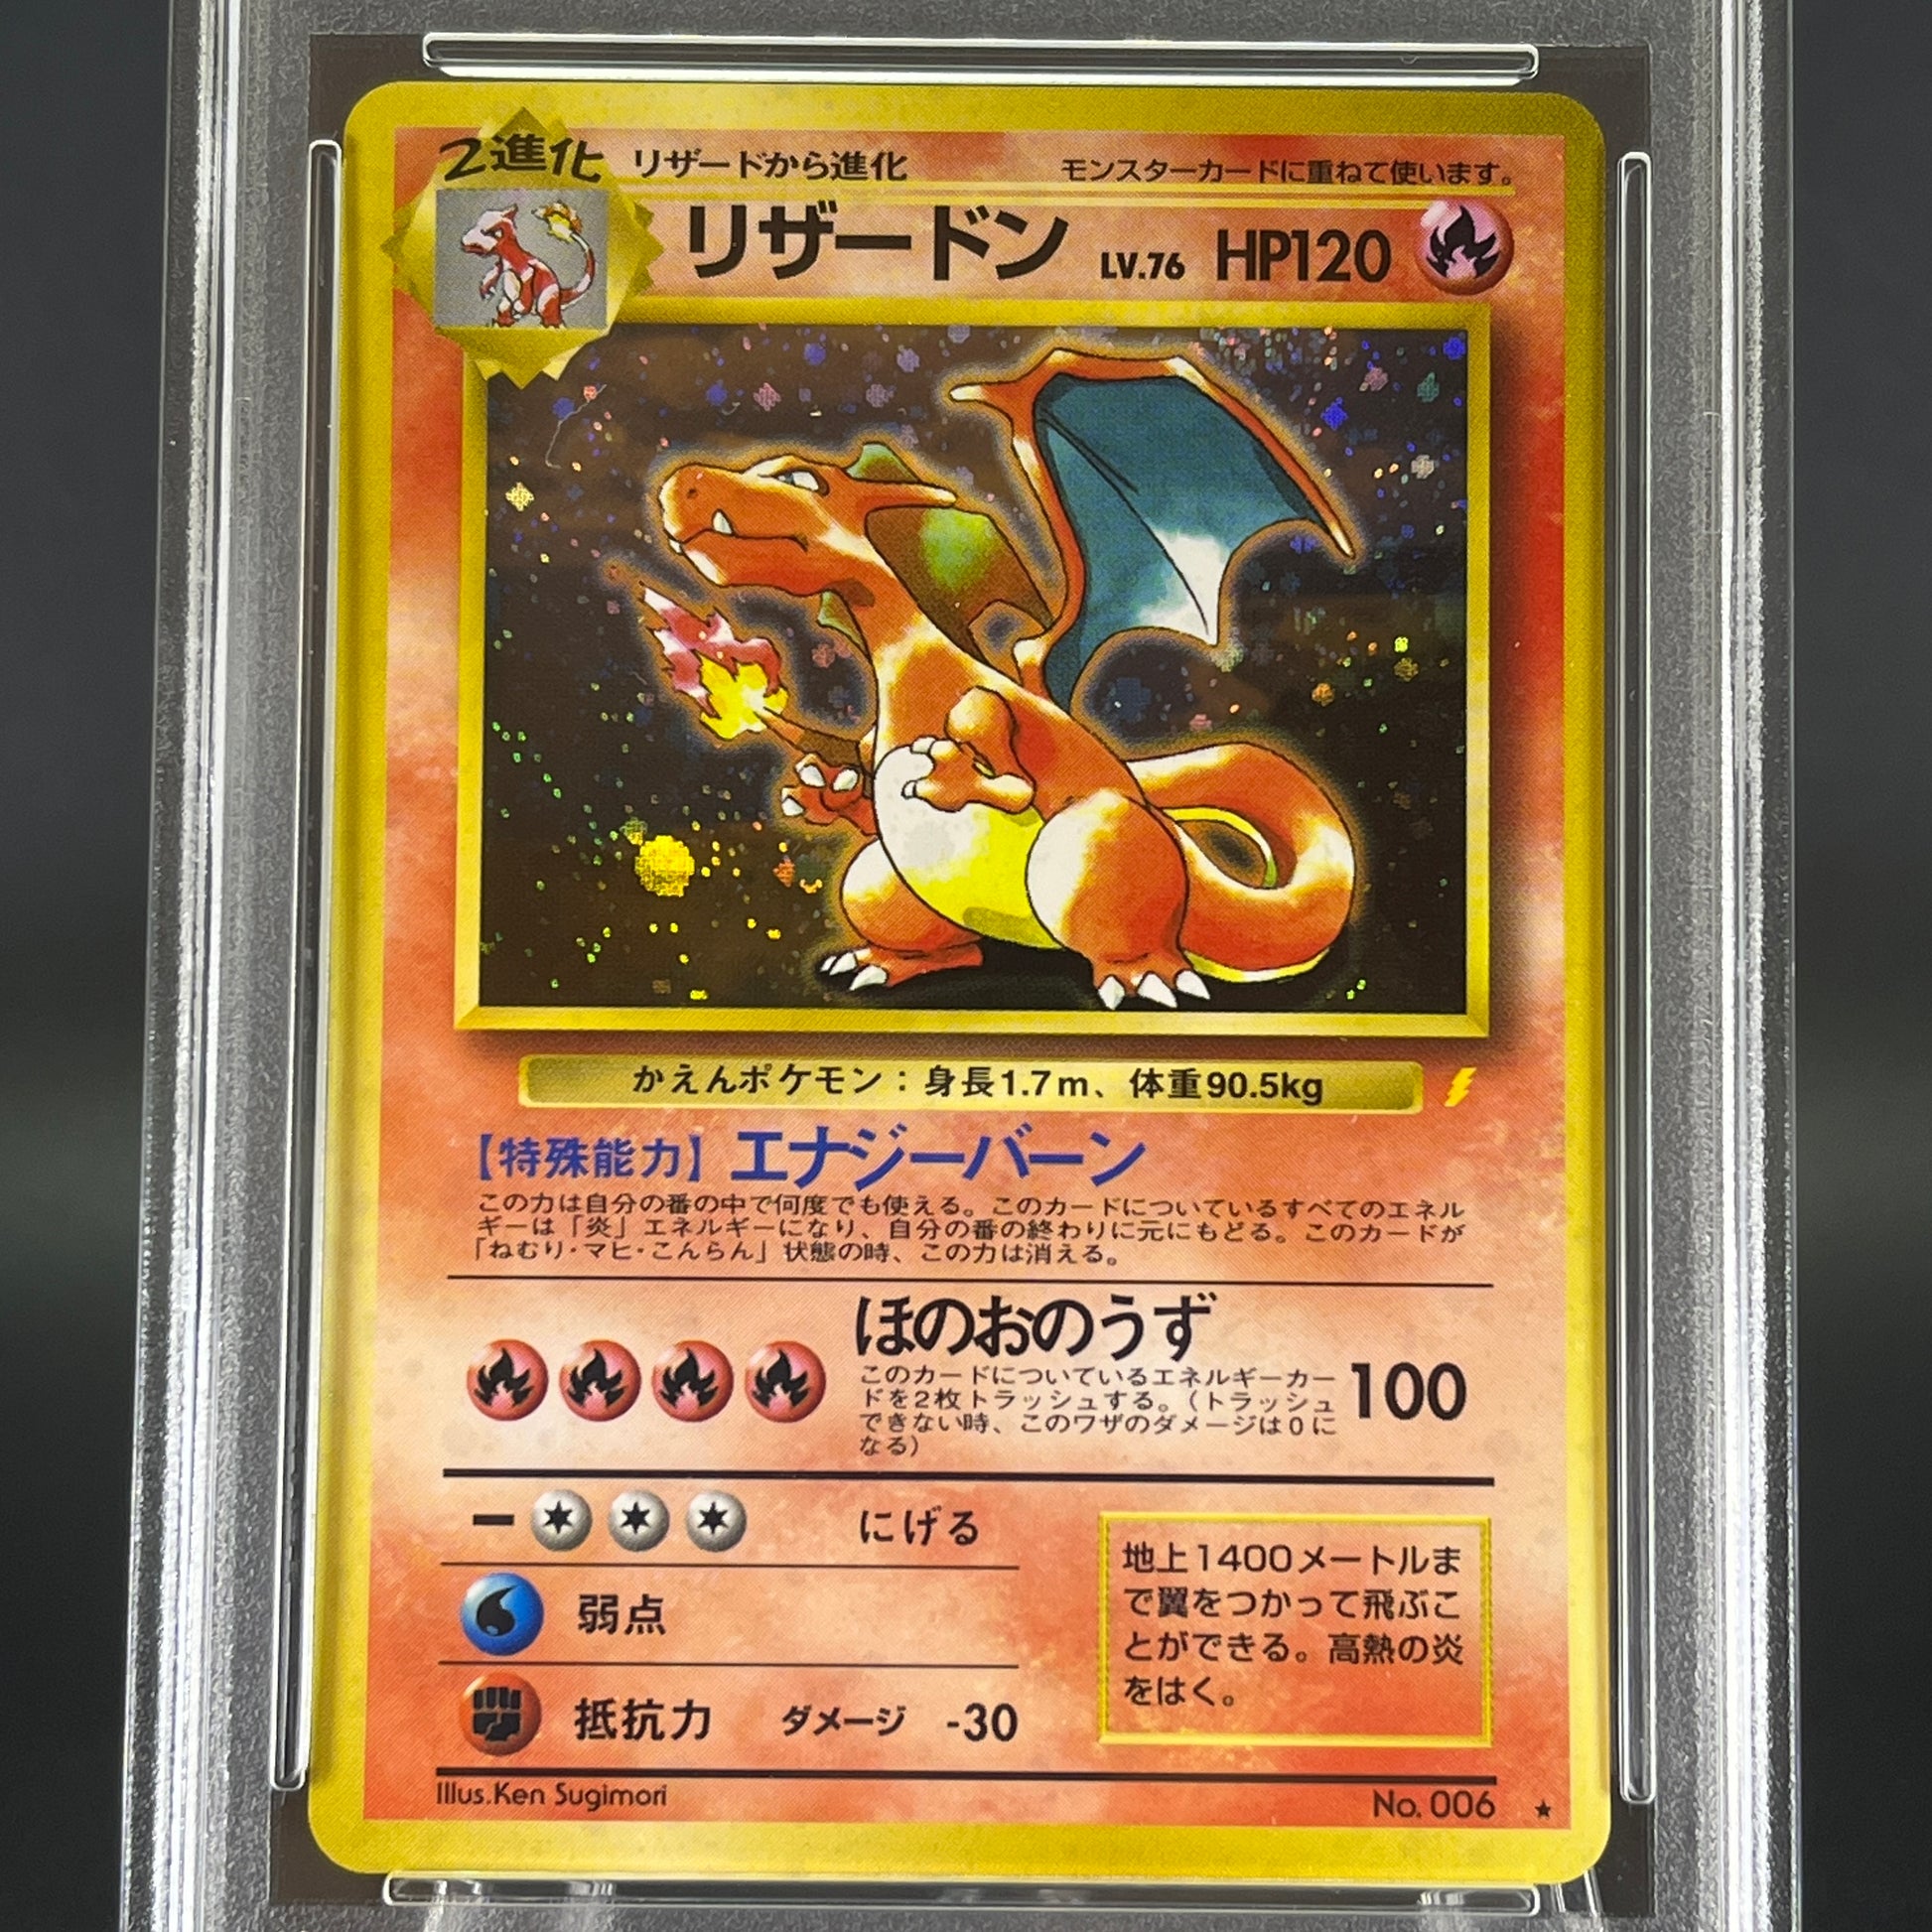 2進化
リザードから進化
モンスターカードに重ねて使います。
リザードン LV.76 HP120
かえんポケモン：身長1.7m、体重90.5kg
【特殊能力】エナジーバーン
この力は自分の番の中で何度でも使える。このカードについているすべてのエネル
ギーは「炎」エネルギーになり、自分の番の終わりに元にもどる。このカードが
「ねむり・マヒ・こんらん」状態の時、この力は消える。
ほのおのうず
このカードについているエネルギーカー
ドを2枚トラッシュする。（トラッシュ
できない時、このワザのダメージは0に
なる）
100
にげる
弱点
抵抗力 ダメージ -30
地上1400メートルま
で翼をつかって飛ぶこ
とができる。高熱の炎
をはく。
Illus.Ken Sugimori
No.006 ★